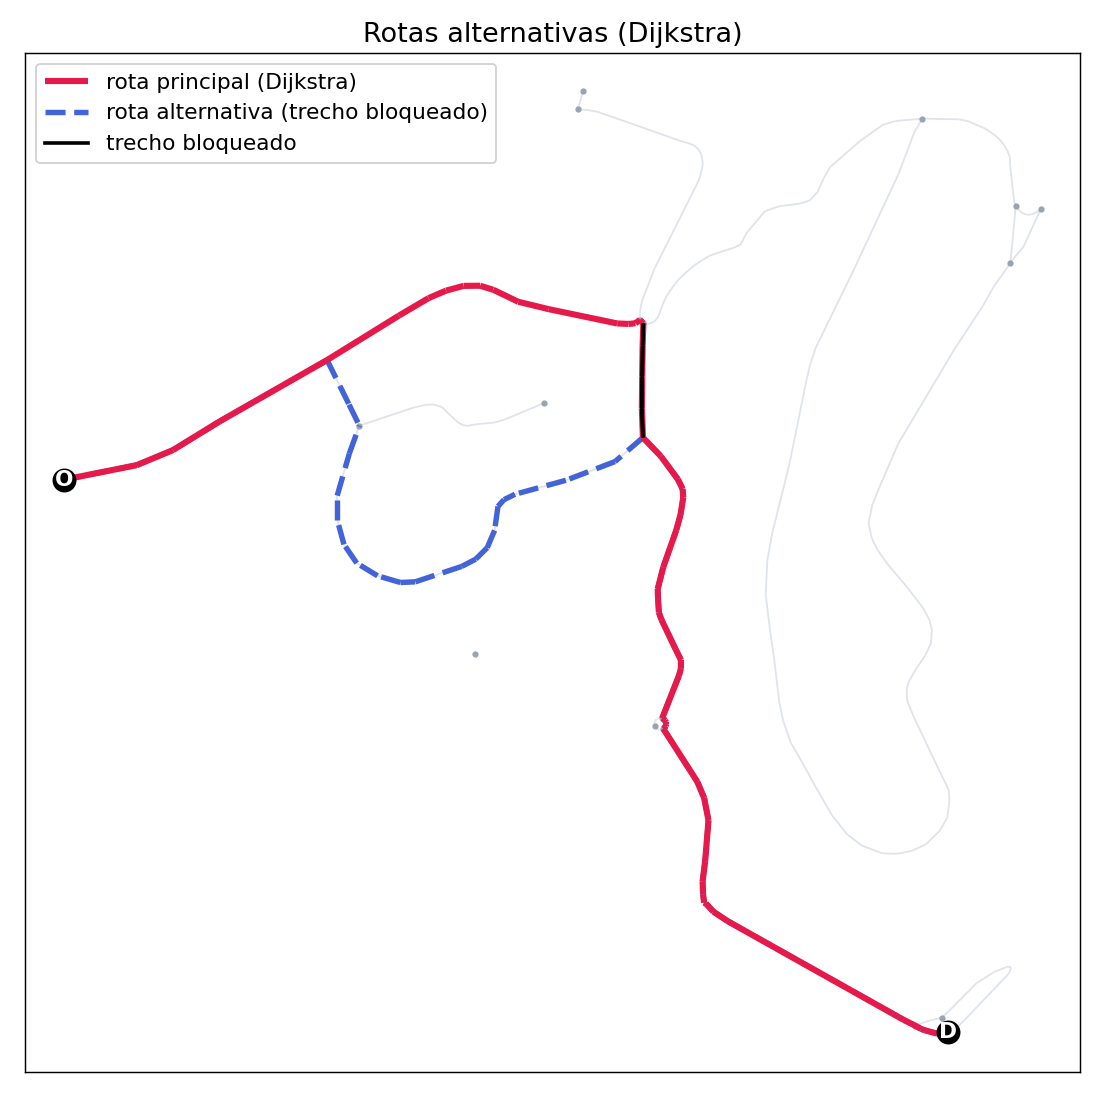 Rotas alternativas (Dijkstra)
rota principal (Dijkstra)
rota alternativa (trecho bloqueado)
trecho bloqueado
O
D